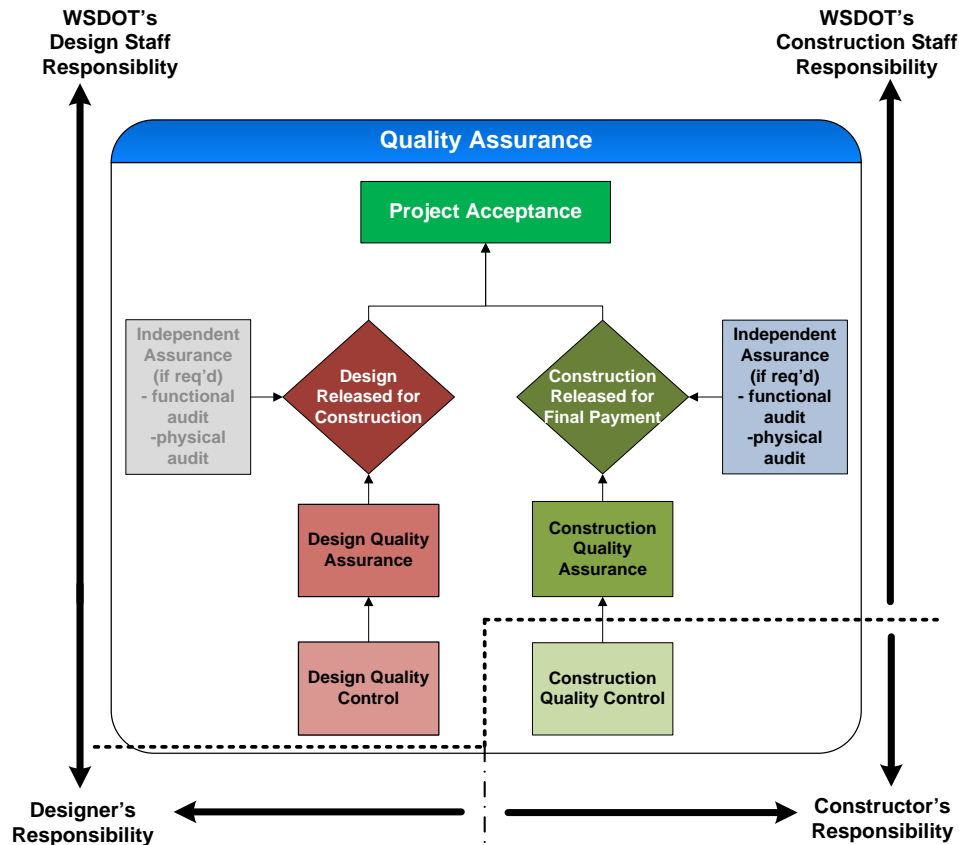 WSDOT's
Design Staff
Responsiblity
WSDOT's
Construction Staff
Responsibility
Quality Assurance
Project Acceptance
Independent
Assurance
(if req'd)
- functional
audit
-physical
audit
Design
Released for
Construction
Construction
Released for
Final Payment
Independent
Assurance
(if req'd)
- functional
audit
-physical
audit
Design Quality
Assurance
Construction
Quality
Assurance
Design Quality
Control
Construction
Quality Control
Designer's
Responsibility
Constructor's
Responsibility